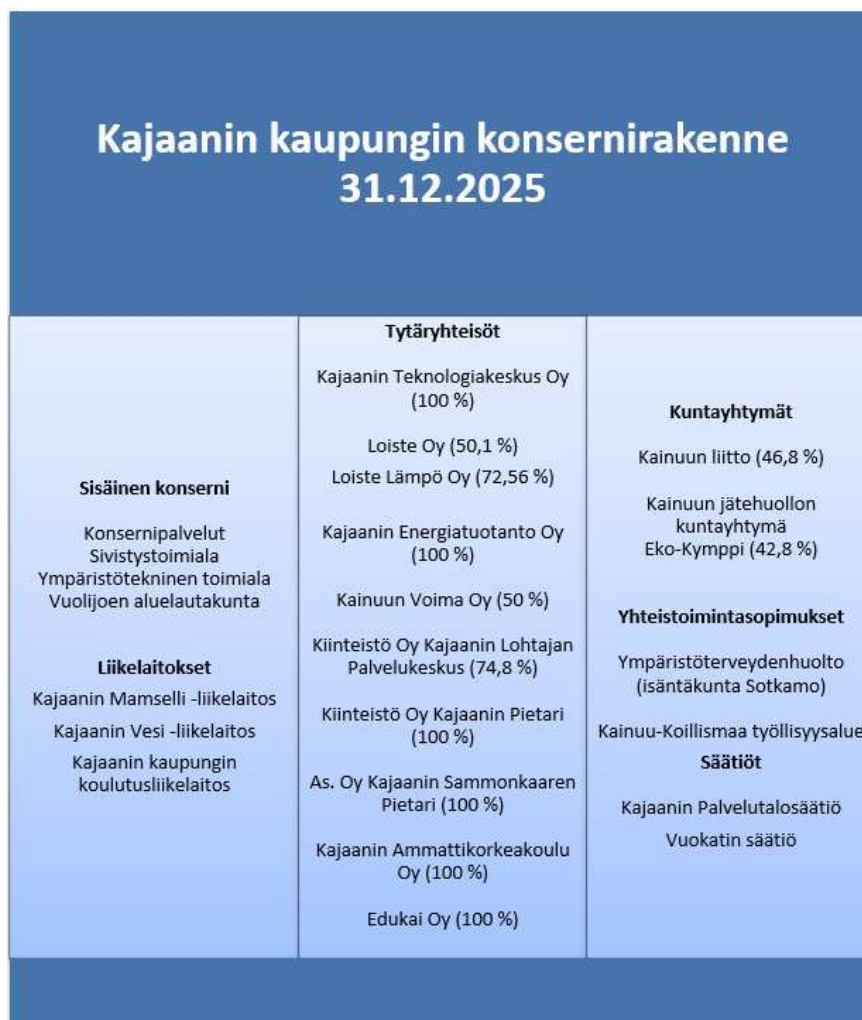 Kajaanin kaupungin konsernirakenne
31.12.2025
Sisäinen konserni
Konsernipalvelut
Sivistystoimiala
Ympäristötekninen toimiala
Vuolijoen aluelautakunta
Liikelaitokset
Kajaanin Mamselli -liikelaitos
Kajaanin Vesi -liikelaitos
Kajaanin kaupungin
koulutusliikelaitos
Tytäryhteisöt
Kajaanin Teknologiakeskus Oy
(100 %)
Loiste Oy (50,1 %)
Loiste Lämpö Oy (72,56 %)
Kajaanin Energiatuotanto Oy
(100 %)
Kainuun Voima Oy (50 %)
Kiinteistö Oy Kajaanin Lohtajan
Palvelukeskus (74,8 %)
Kiinteistö Oy Kajaanin Pietari
(100 %)
As. Oy Kajaanin Sammonkaaren
Pietari (100 %)
Kajaanin Ammattikorkeakoulu
Oy (100 %)
Edukai Oy (100 %)
Kuntayhtymät
Kainuun liitto (46,8 %)
Kainuun jätehuollon
kuntayhtymä
Eko-Kymppi (42,8 %)
Yhteistoimintasopimukset
Ympäristöterveydenhuolto
(isäntäkunta Sotkamo)
Kainuu-Koillismaa työllisyysalue
Säätiöt
Kajaanin Palvelutalosäätiö
Vuokatin säätiö